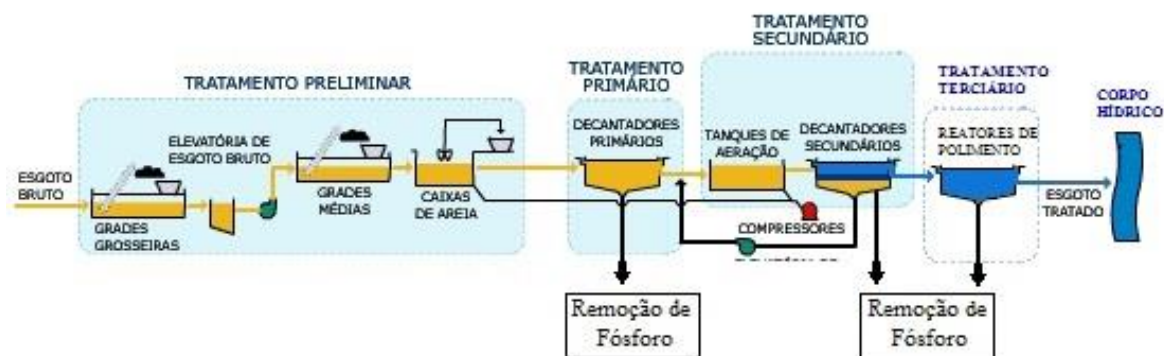 TRATAMENTO PRELIMINAR
TRATAMENTO
PRIMÁRIO
TRATAMENTO
SECUNDÁRIO
TRATAMENTO
TERCIÁRIO
CORPO
HÍDRICO
ESGOTO
BRUTO
GRADES
GROSSEIRAS
ELEVATÓRIA DE
ESGOTO BRUTO
GRADES
MÉDIAS
CAIXAS
DE AREIA
DECANTADORES
PRIMÁRIOS
TANQUES DE
AERAÇÃO
DECANTADORES
SECUNDÁRIOS
COMPRESSORES
REATORES DE
POLIMENTO
ESGOTO
TRATADO
Remoção de
Fósforo
Remoção de
Fósforo